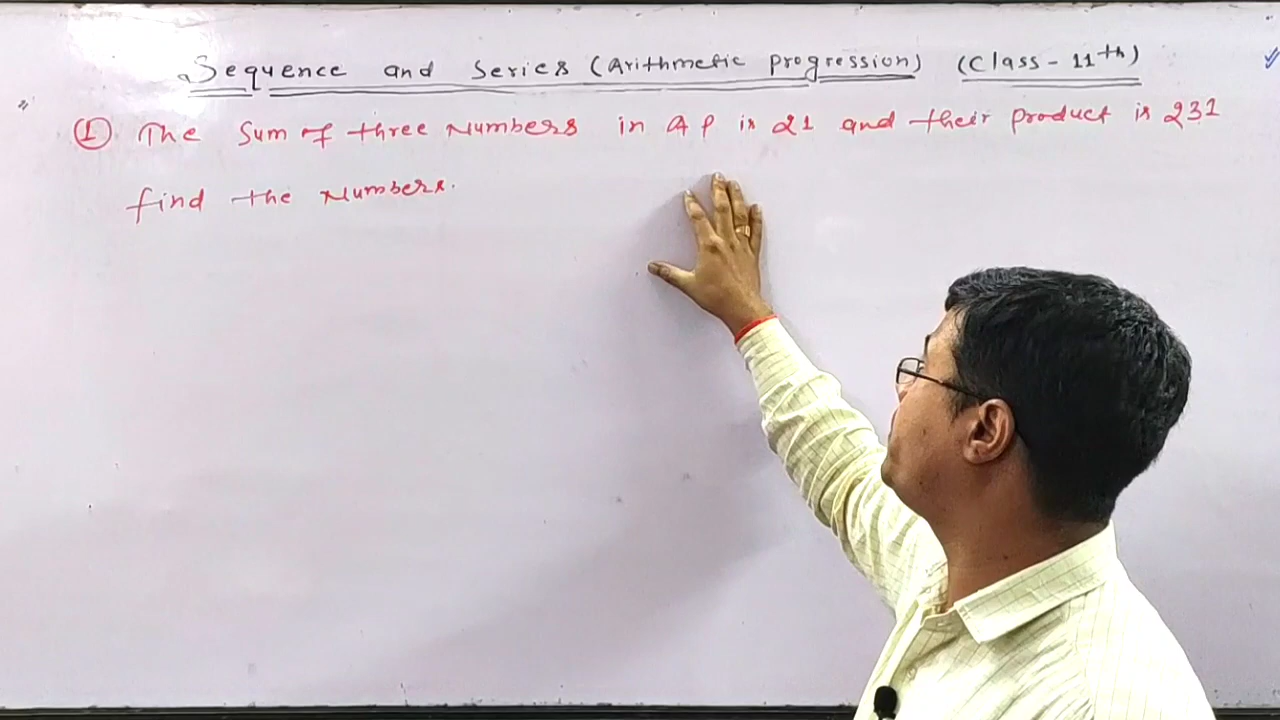 Sequence and Series (Arithmetic progression) (Class-11th)
① The Sum of three Numbers in AP is 21 and their product is 231
find the Numbers.